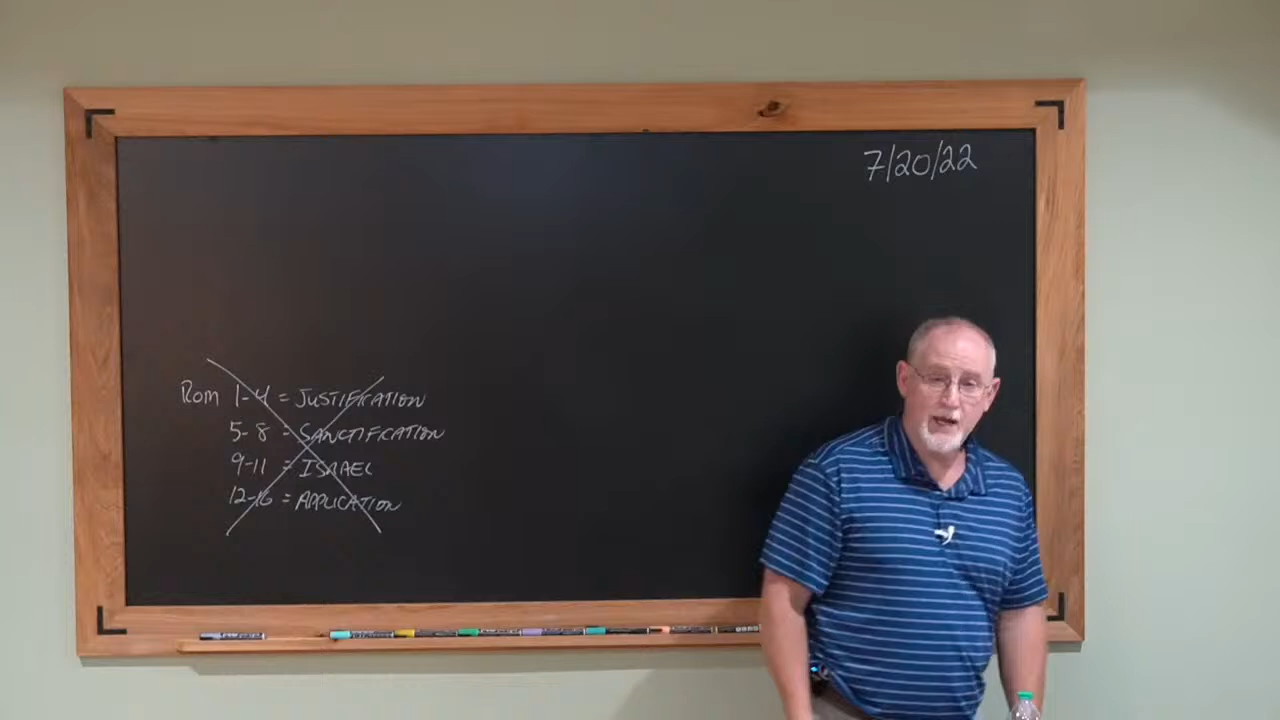 7/20/22
Rom 1-4 = JUSTIFICATION
5-8 = SANCTIFICATION
9-11 = ISRAEL
12-16 = APPLICATION